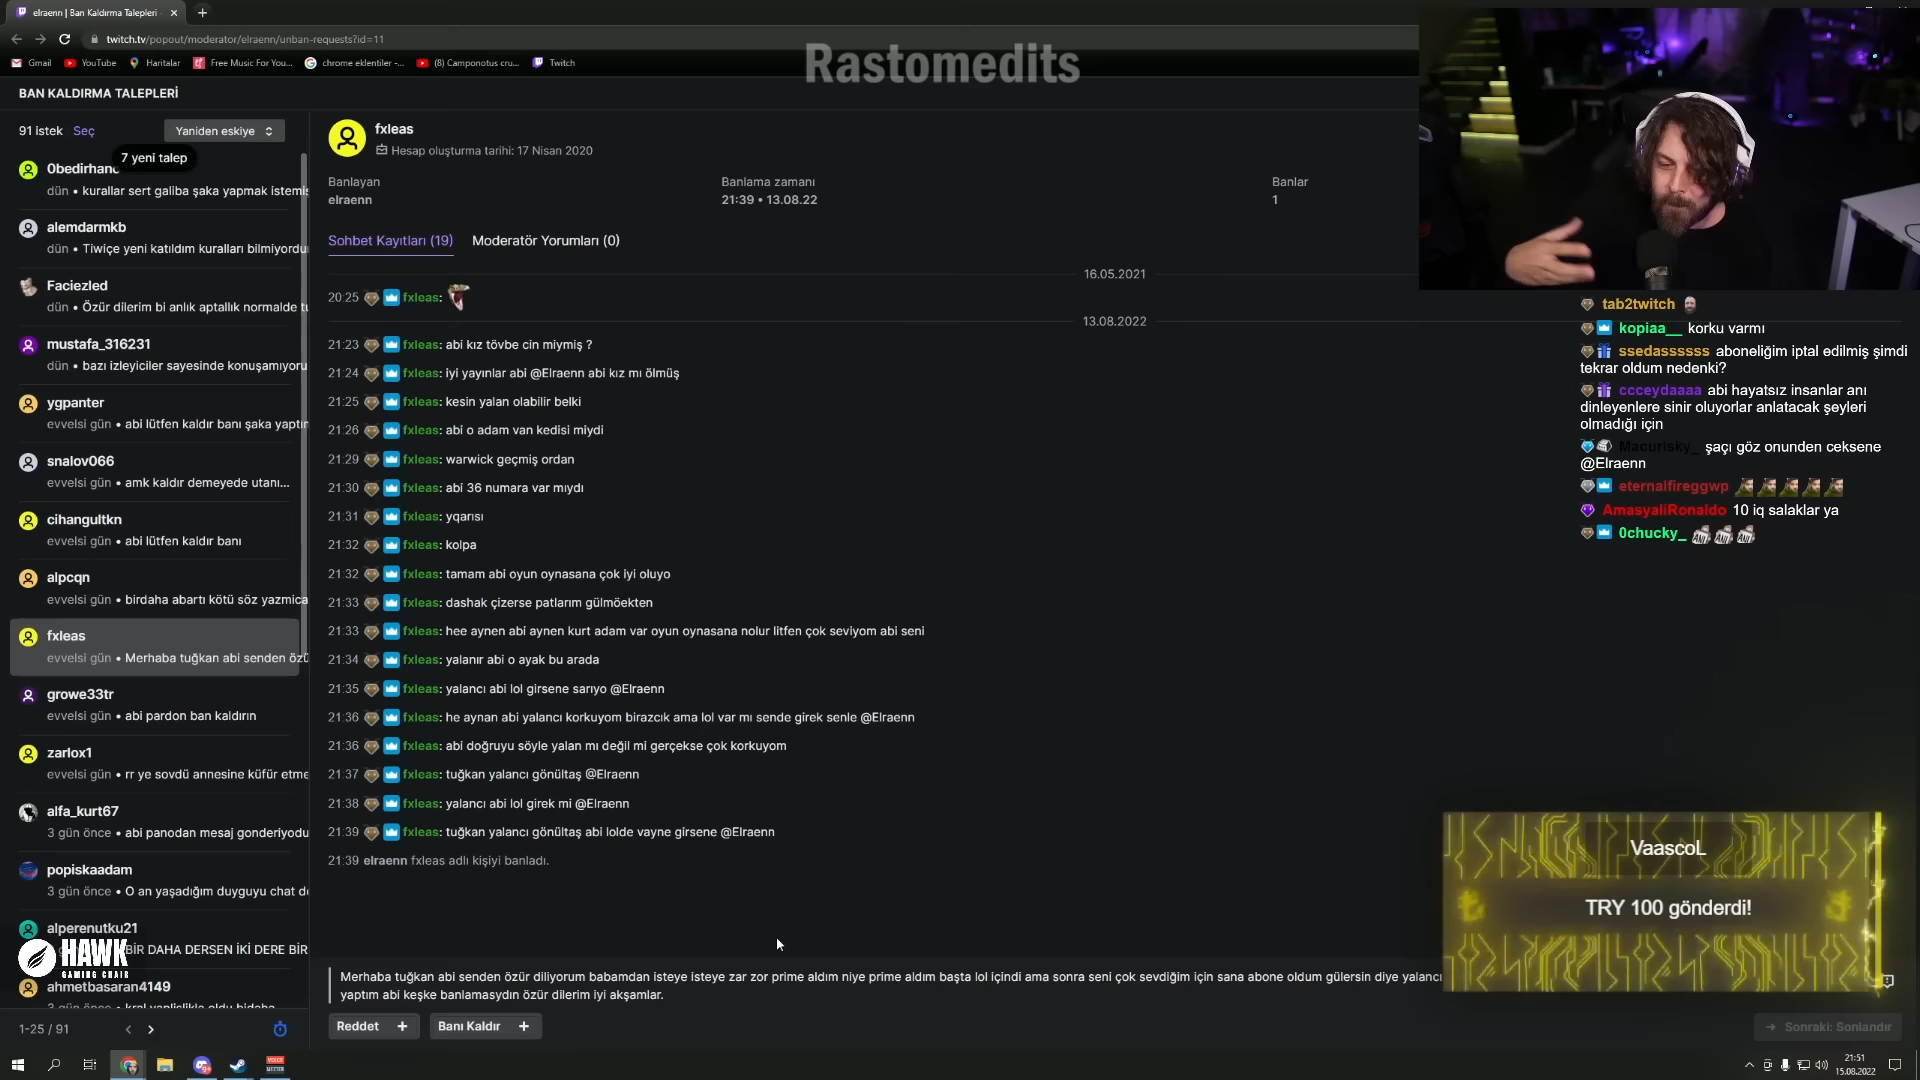 elraenn | Ban Kaldırma Talepleri
twitch.tv/popout/moderator/elraenn/unban-requests?id=11
Gmail
YouTube
Haritalar
Free Music For You...
chrome eklentiler -...
(8) Camponotus cru...
Twitch
Rastomedits
BAN KALDIRMA TALEPLERİ
91 istek Seç
Yaniden eskiye
7 yeni talep
0bedirhanc
dün • kurallar sert galiba şaka yapmak istemiş
alemdarmkb
dün • Tiwiçe yeni katıldım kuralları bilmiyordu
Faciezled
dün • Özür dilerim bi anlık aptallık normalde tu
mustafa_316231
dün • bazı izleyiciler sayesinde konuşamıyoru
ygpanter
evvelsi gün • abi lütfen kaldır banı şaka yaptın
snalov066
evvelsi gün • amk kaldır demeyede utanı...
cihangultkn
evvelsi gün • abi lütfen kaldır banı
alpcqn
evvelsi gün • birdaha abartı kötü söz yazmica
fxleas
evvelsi gün • Merhaba tuğkan abi senden özü
growe33tr
evvelsi gün • abi pardon ban kaldırın
zarlox1
evvelsi gün • rr ye sovdü annesine küfür etme
alfa_kurt67
3 gün önce • abi panodan mesaj gonderiyodu
popiskaadam
3 gün önce • O an yaşadığım duyguyu chat de
alperenutku21
BİR DAHA DERSEN İKİ DERE BİR
HAWK
GAMING CHAIR
ahmetbasaran4149
3 gün önce • kral yanlislikla oldu bidaha
1-25 / 91
fxleas
Hesap oluşturma tarihi: 17 Nisan 2020
Banlayan
elraenn
Banlama zamanı
21:39 • 13.08.22
Banlar
1
Sohbet Kayıtları (19)
Moderatör Yorumları (0)
16.05.2021
20:25 fxleas:
13.08.2022
21:23 fxleas: abi kız tövbe cin miymiş ?
21:24 fxleas: iyi yayınlar abi @Elraenn abi kız mı ölmüş
21:25 fxleas: kesin yalan olabilir belki
21:26 fxleas: abi o adam van kedisi miydi
21:29 fxleas: warwick geçmiş ordan
21:30 fxleas: abi 36 numara var mıydı
21:31 fxleas: yqarısı
21:32 fxleas: kolpa
21:32 fxleas: tamam abi oyun oynasana çok iyi oluyo
21:33 fxleas: dashak çizerse patlarım gülmöekten
21:33 fxleas: hee aynen abi aynen kurt adam var oyun oynasana nolur litfen çok seviyom abi seni
21:34 fxleas: yalanır abi o ayak bu arada
21:35 fxleas: yalancı abi lol girsene sarıyo @Elraenn
21:36 fxleas: he aynan abi yalancı korkuyom birazcık ama lol var mı sende girek senle @Elraenn
21:36 fxleas: abi doğruyu söyle yalan mı değil mi gerçekse çok korkuyom
21:37 fxleas: tuğkan yalancı gönültaş @Elraenn
21:38 fxleas: yalancı abi lol girek mi @Elraenn
21:39 fxleas: tuğkan yalancı gönültaş abi lolde vayne girsene @Elraenn
21:39 elraenn fxleas adlı kişiyi banladı.
Merhaba tuğkan abi senden özür diliyorum babamdan isteye isteye zar zor prime aldım niye prime aldım başta lol içindi ama sonra seni çok sevdiğim için sana abone oldum gülersin diye yalancı
yaptım abi keşke banlamasydın özür dilerim iyi akşamlar.
Reddet +
Banı Kaldır +
tab2twitch
kopiaa__ korku varmı
ssedassssss aboneliğim iptal edilmiş şimdi
tekrar oldum nedenki?
ccceydaaaa abi hayatsız insanlar anı
dinleyenlere sinir oluyorlar anlatacak şeyleri
olmadığı için
Macurisky_ şaçı göz onunden ceksene
@Elraenn
eternalfireggwp
AmasyaliRonaldo 10 iq salaklar ya
0chucky_
VaascoL
TRY 100 gönderdi!
Sonraki: Sonlandır
VOICE
MEETER
21:51
15.08.2022